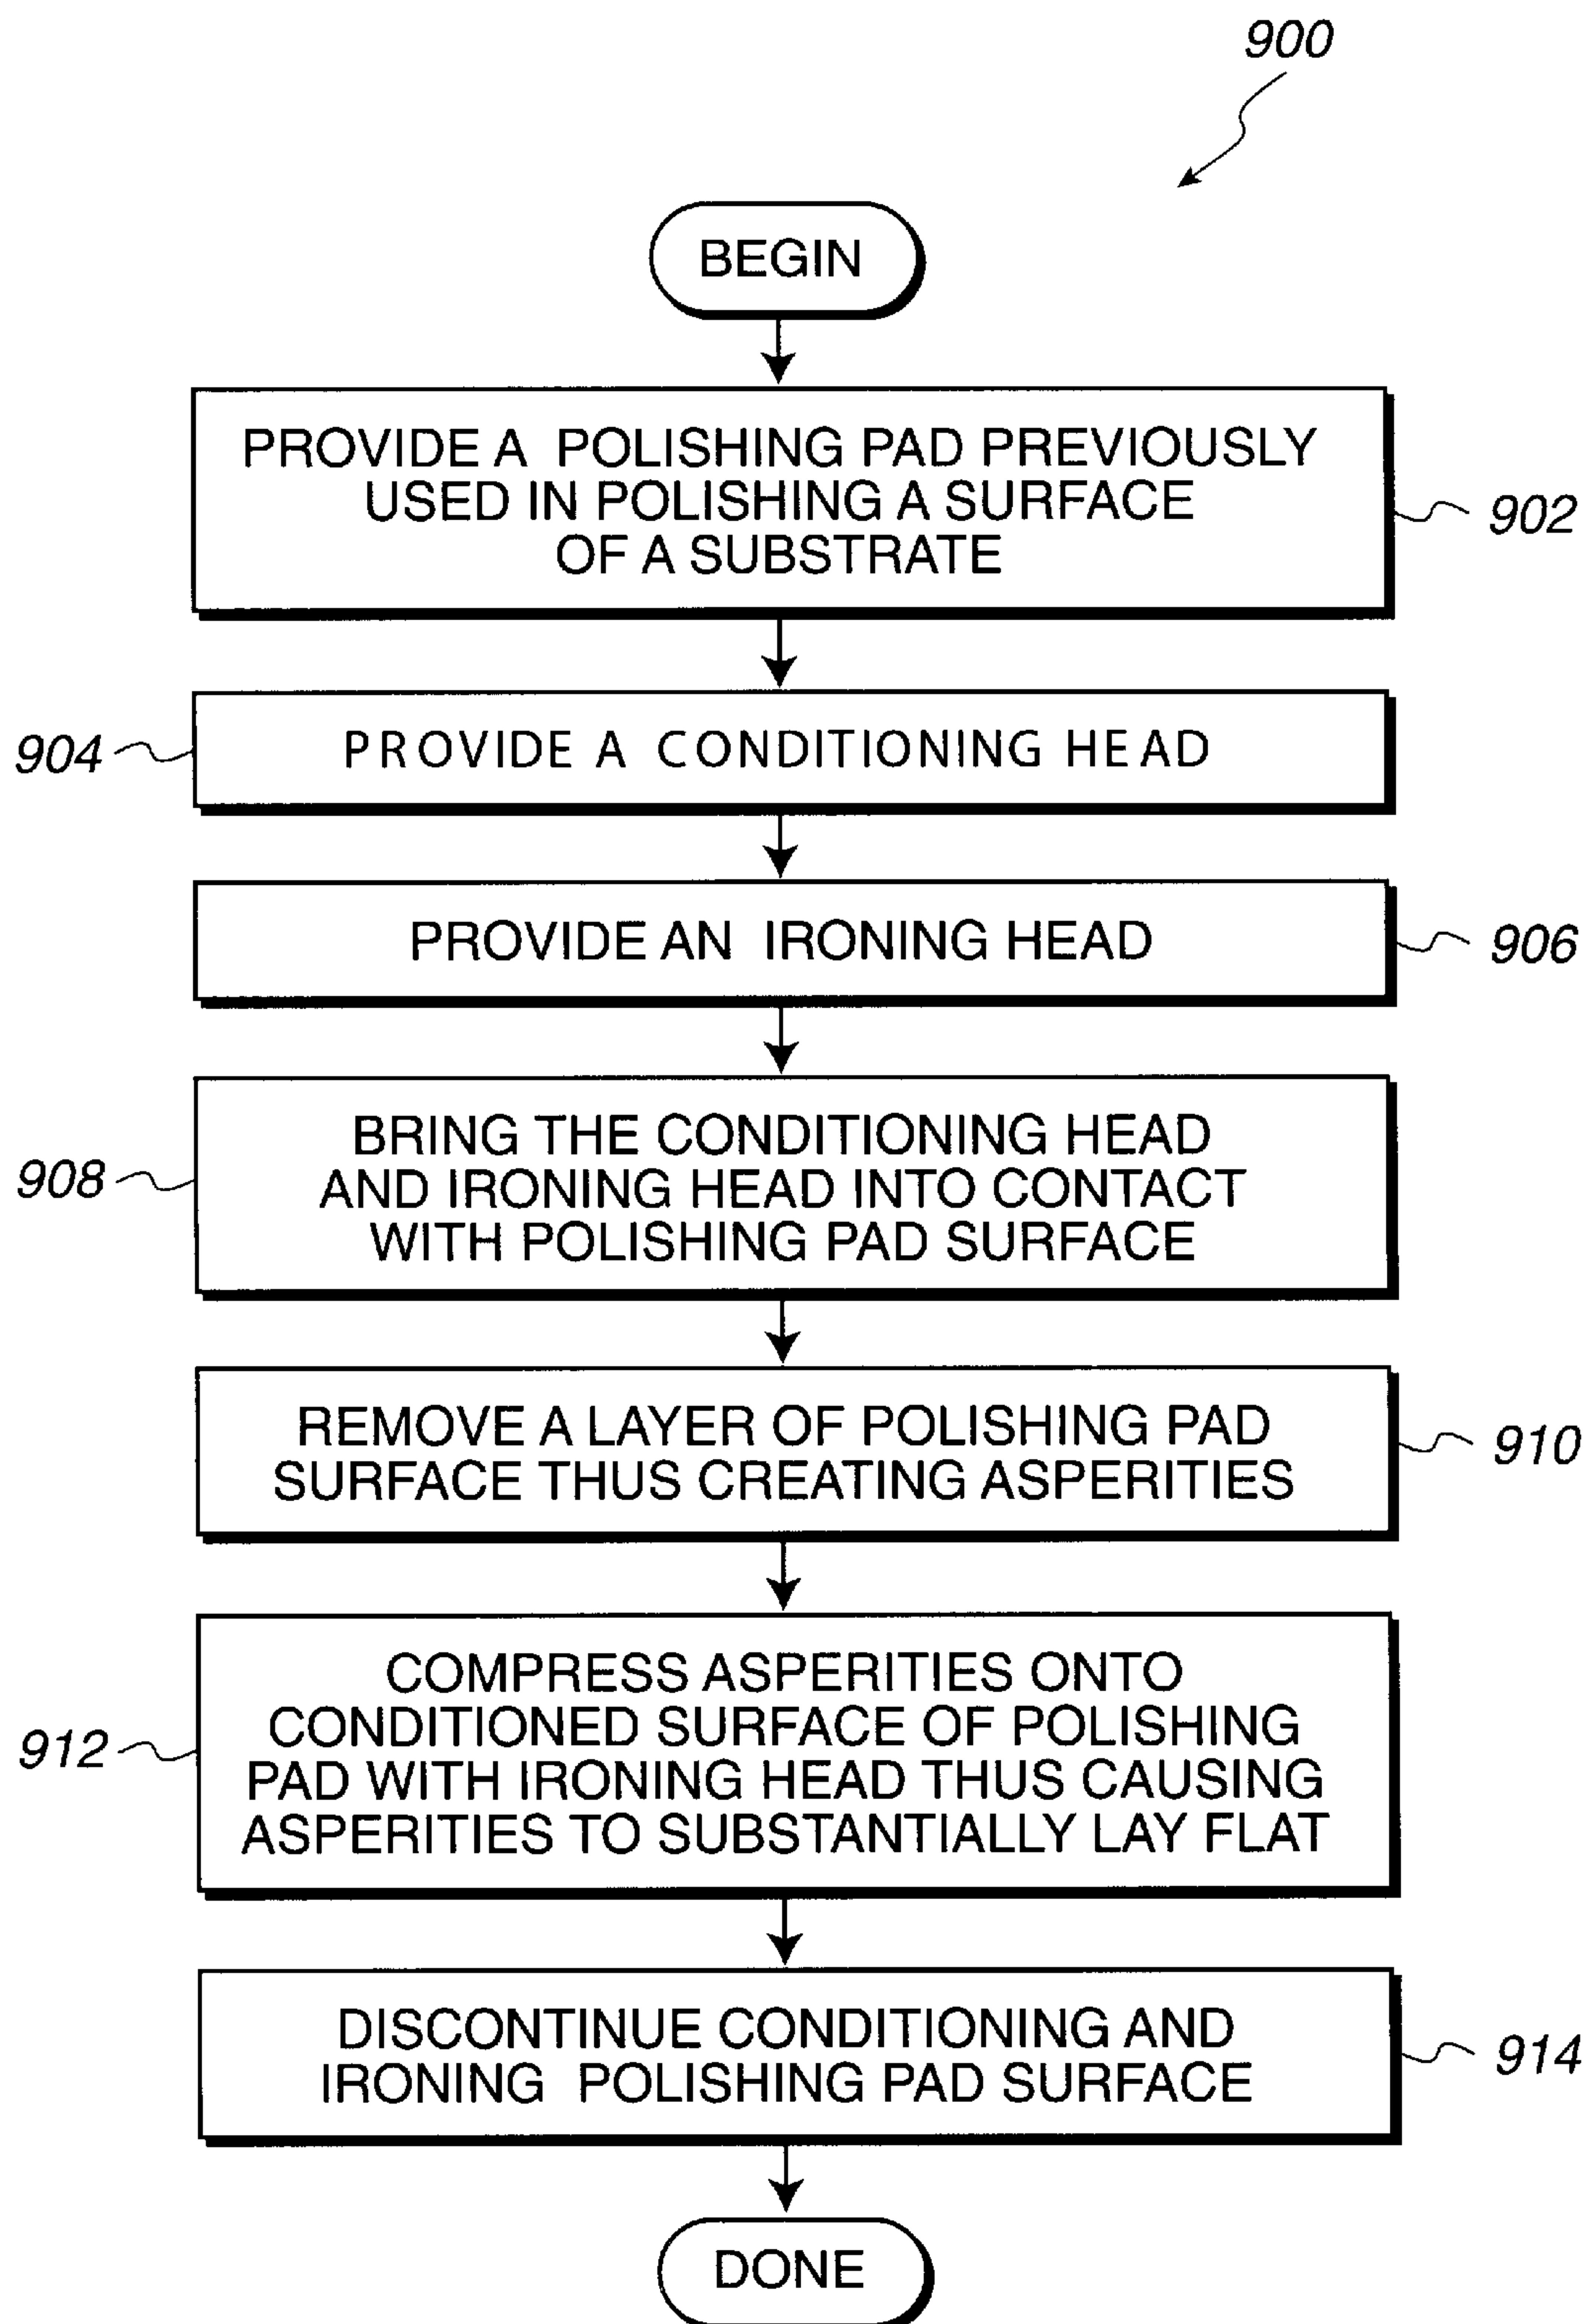 900
BEGIN
PROVIDE A POLISHING PAD PREVIOUSLY
USED IN POLISHING A SURFACE
OF A SUBSTRATE
902
904
PROVIDE A CONDITIONING HEAD
PROVIDE AN IRONING HEAD
906
BRING THE CONDITIONING HEAD
AND IRONING HEAD INTO CONTACT
WITH POLISHING PAD SURFACE
908
REMOVE A LAYER OF POLISHING PAD
SURFACE THUS CREATING ASPERITIES
910
COMPRESS ASPERITIES ONTO
CONDITIONED SURFACE OF POLISHING
PAD WITH IRONING HEAD THUS CAUSING
ASPERITIES TO SUBSTANTIALLY LAY FLAT
912
DISCONTINUE CONDITIONING AND
IRONING POLISHING PAD SURFACE
914
DONE